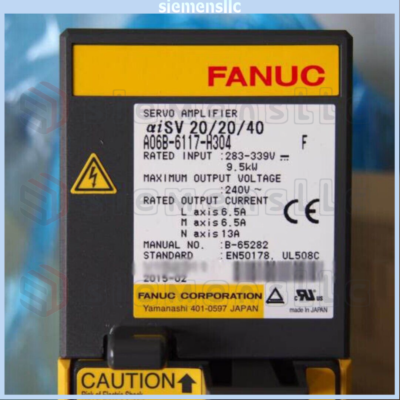 siemensllc
FANUC
SERVO AMPLIFIER
αiSV 20/20/40
A06B-6117-H304 F
RATED INPUT :283-339V
9.5kW
MAXIMUM OUTPUT VOLTAGE
:240V~
RATED OUTPUT CURRENT
L axis 6.5A
M axis 6.5A
N axis 13A
MANUAL NO. :B-65282
STANDARD :EN50178, UL508C
2015-02
CE
FANUC CORPORATION
Yamanashi 401-0597 JAPAN
MADE IN JAPAN
CAUTION